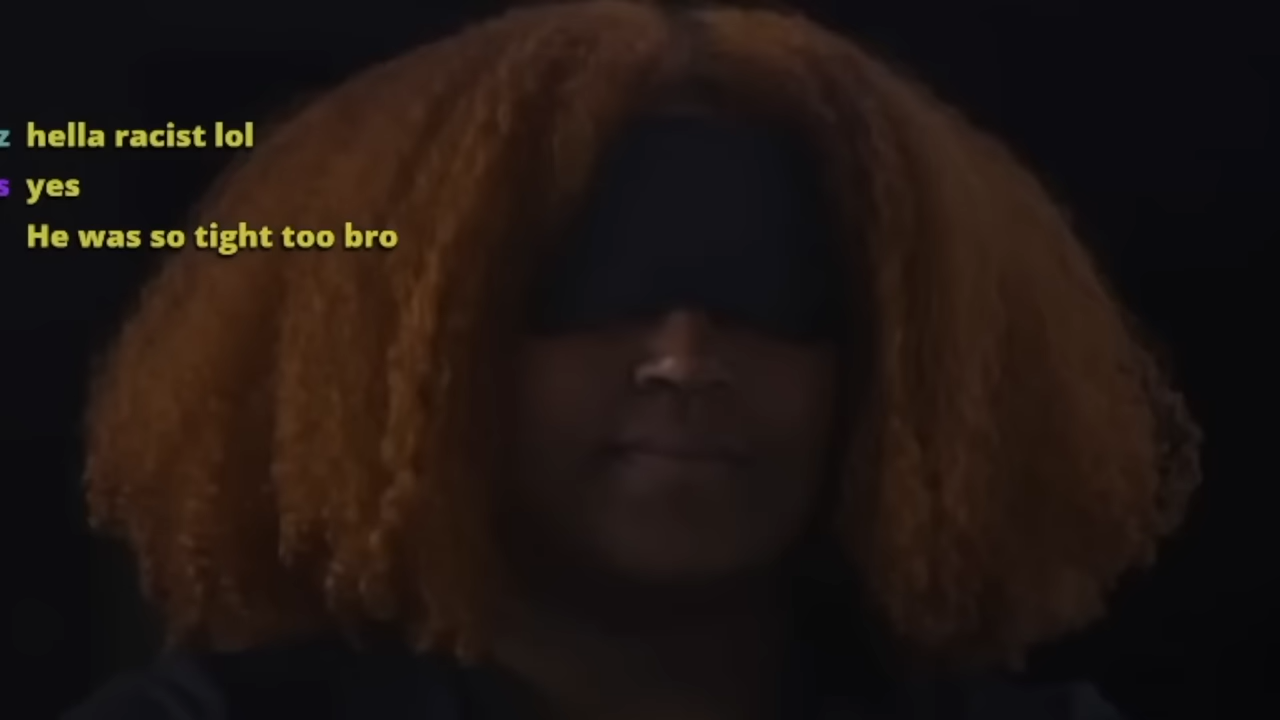 z hella racist lol
s yes
He was so tight too bro